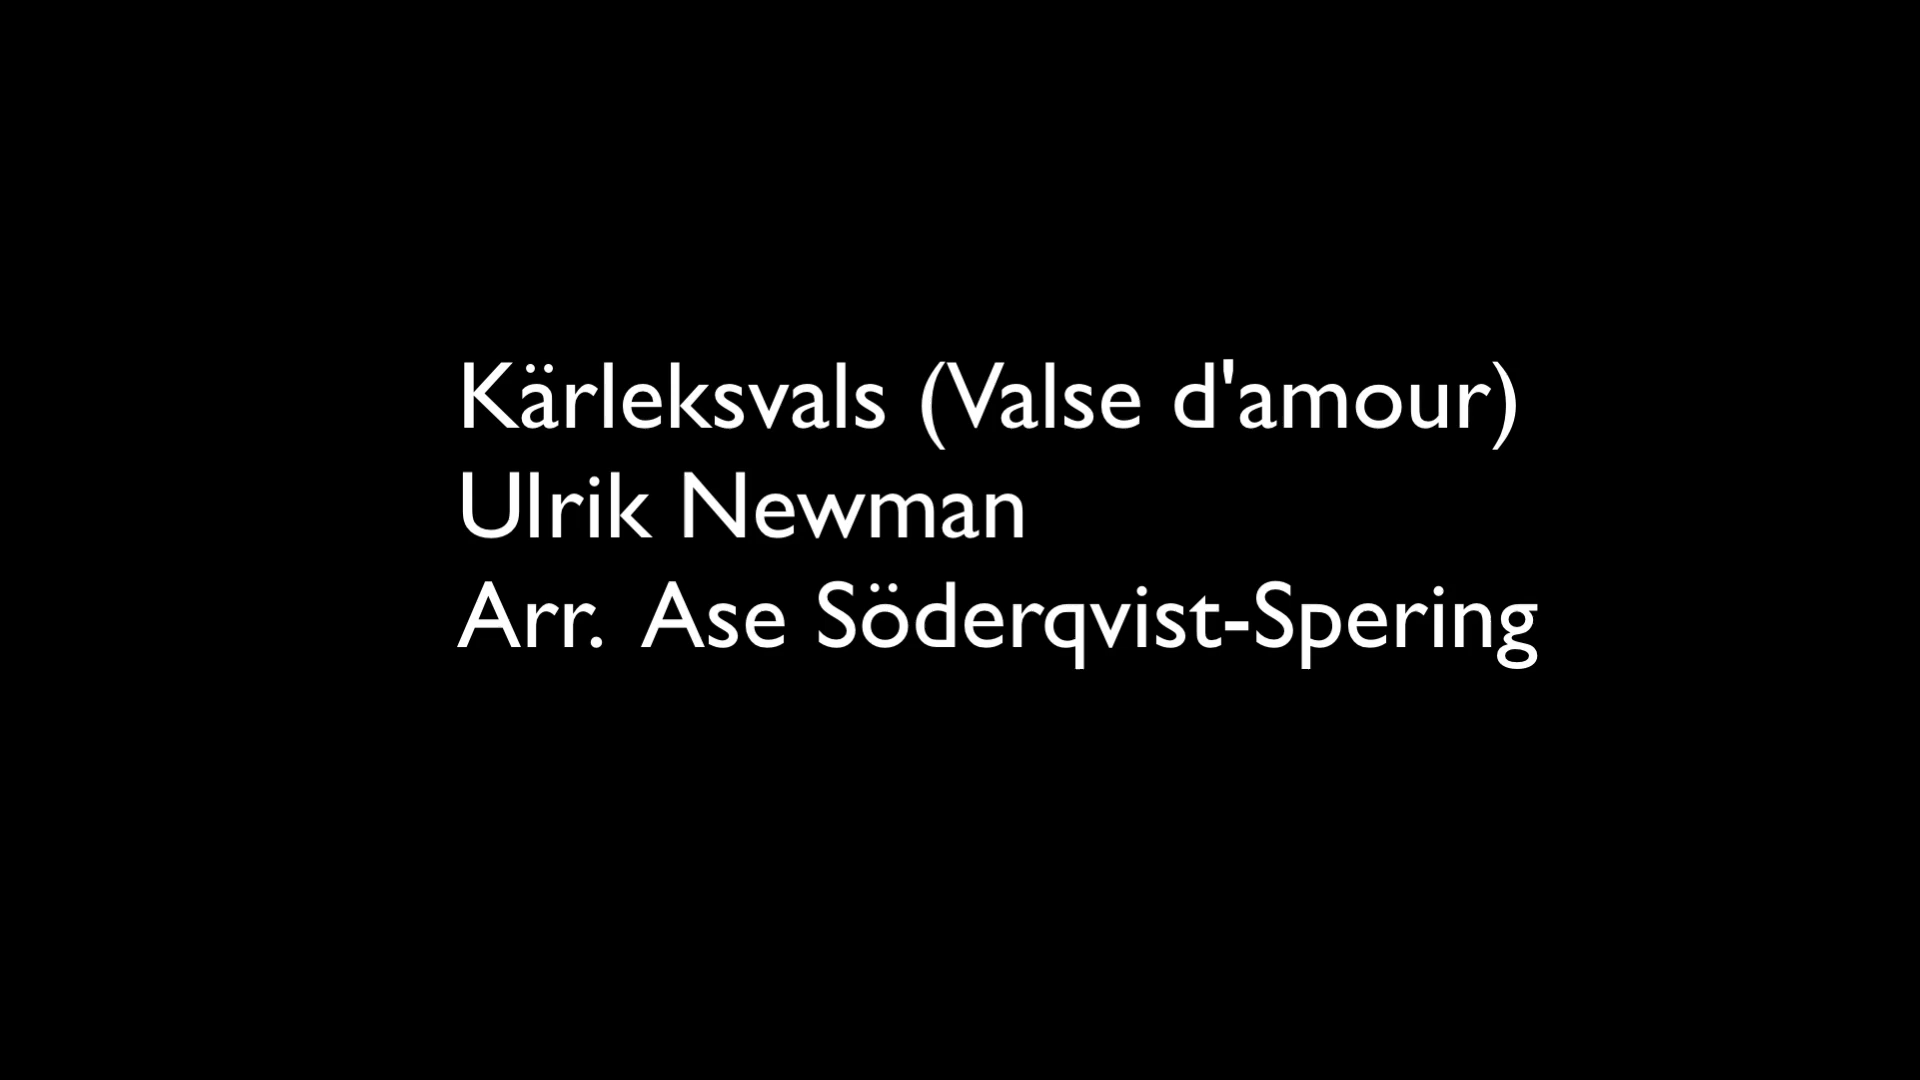 Kärleksvals (Valse d'amour)
Ulrik Newman
Arr.  Ase Söderqvist-Spering